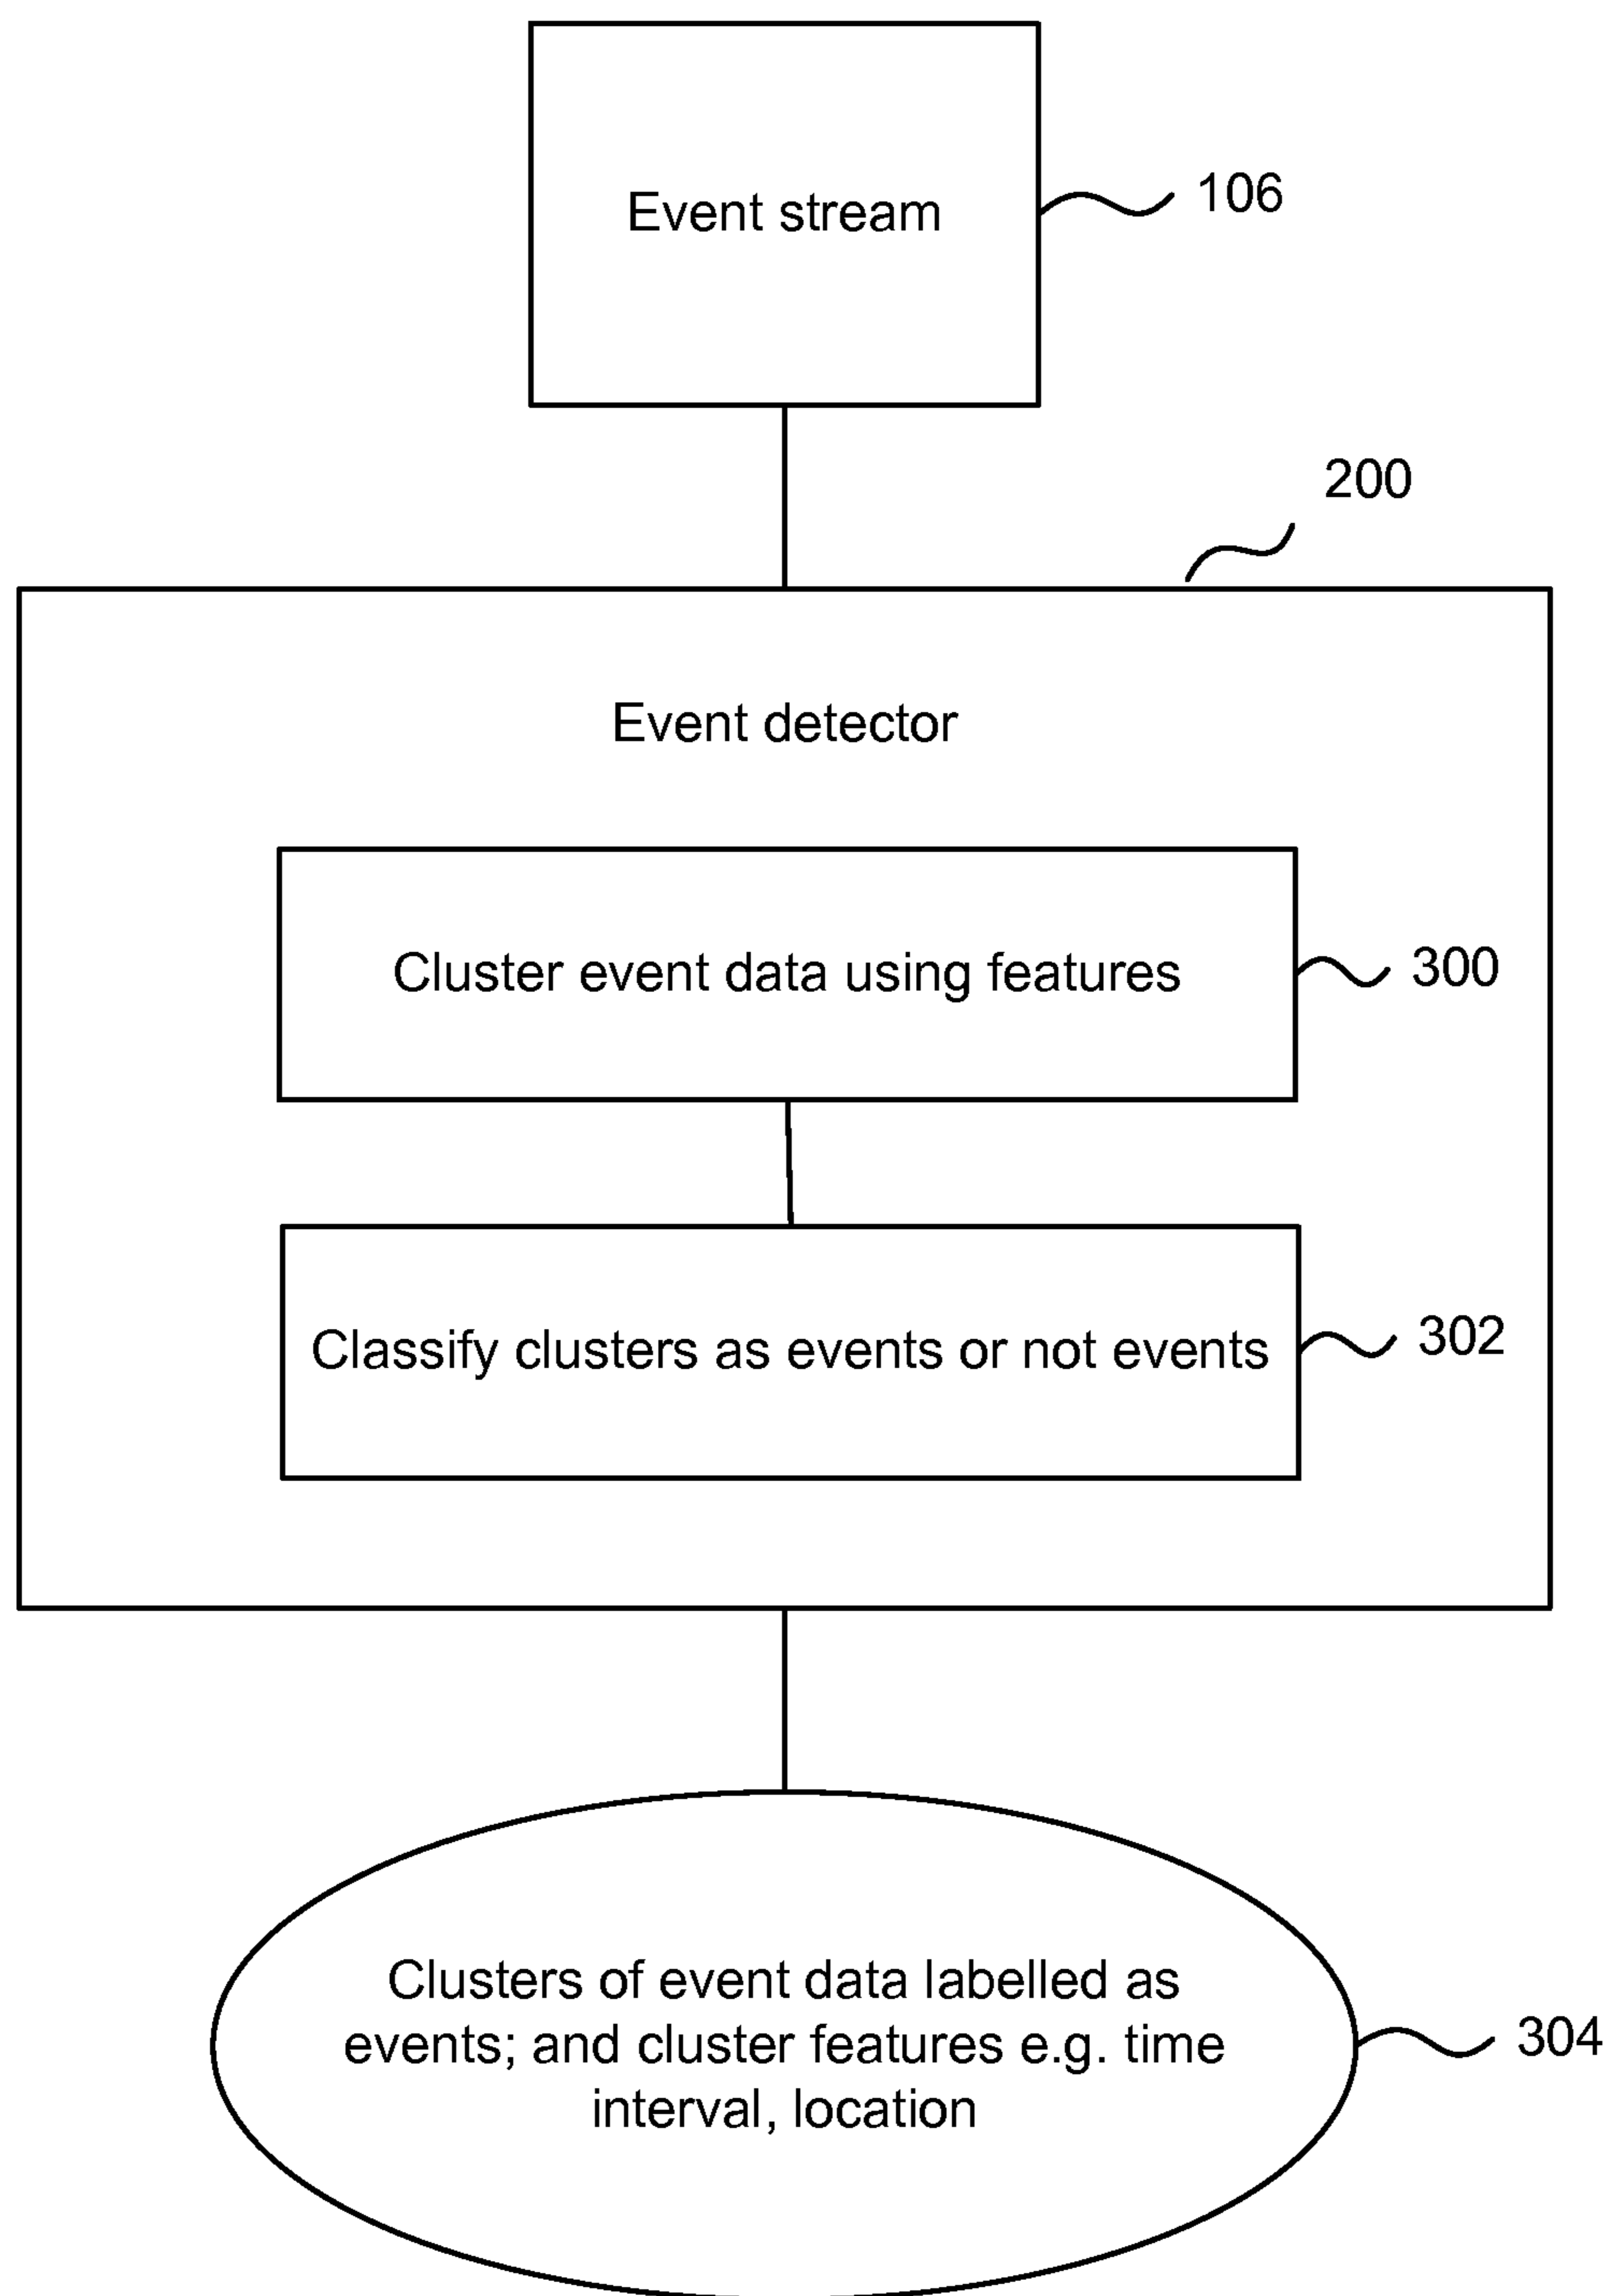 Event stream
106
200
Event detector
Cluster event data using features
300
Classify clusters as events or not events
302
Clusters of event data labelled as
events; and cluster features e.g. time
interval, location
304